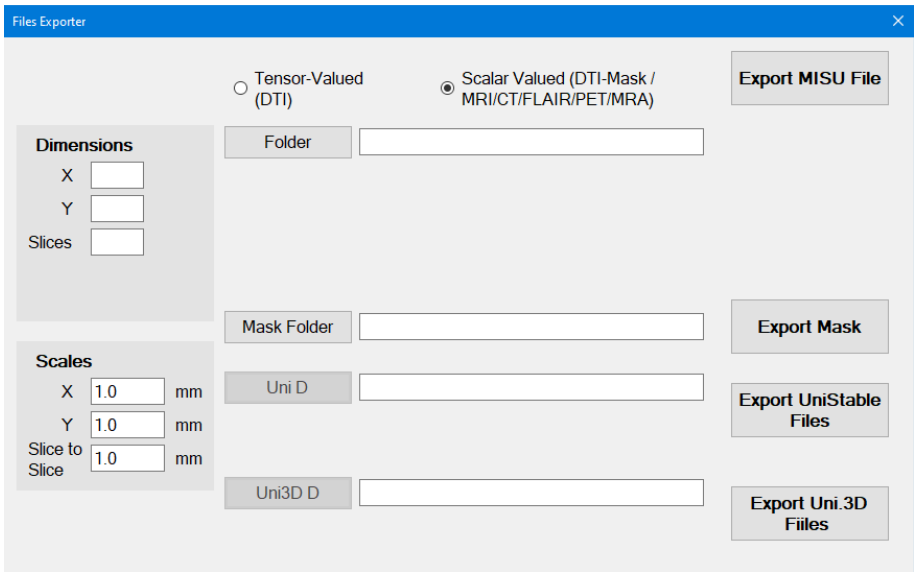 Files Exporter
Tensor-Valued
(DTI)
Scalar Valued (DTI-Mask /
MRI/CT/FLAIR/PET/MRA)
Export MISU File
Dimensions
X
Y
Slices
Folder
Mask Folder
Export Mask
Scales
X 1.0 mm
Y 1.0 mm
Slice to
Slice
1.0 mm
Uni D
Export UniStable
Files
Uni3D D
Export Uni.3D
Fiiles